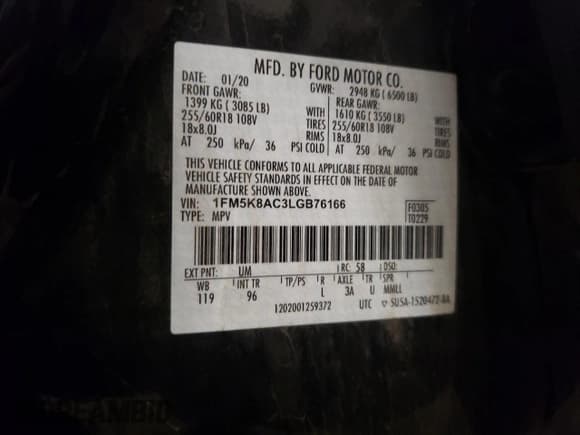 MFD. BY FORD MOTOR CO.
DATE: 01/20 GVWR: 2948 KG ( 6500 LB)
FRONT GAWR: REAR GAWR:
1399 KG ( 3085 LB) WITH 1610 KG ( 3550 LB) WITH
255/60R18 108V TIRES 255/60R18 108V TIRES
18x8.0J RIMS 18x8.0J RIMS
AT 250 kPa/ 36 PSI COLD AT 250 kPa/ 36 PSI COLD
THIS VEHICLE CONFORMS TO ALL APPLICABLE FEDERAL MOTOR
VEHICLE SAFETY STANDARDS IN EFFECT ON THE DATE OF
MANUFACTURE SHOWN ABOVE.
VIN: 1FM5K8AC3LGB76166 F0305
TYPE: MPV T0229
EXT PNT: UM RC: 58 DSO:
WB INT TR TP/PS R AXLE TR SPR
119 96 L 3A U MMLL
1202001259372 UTC 5U5A-1520472-BA